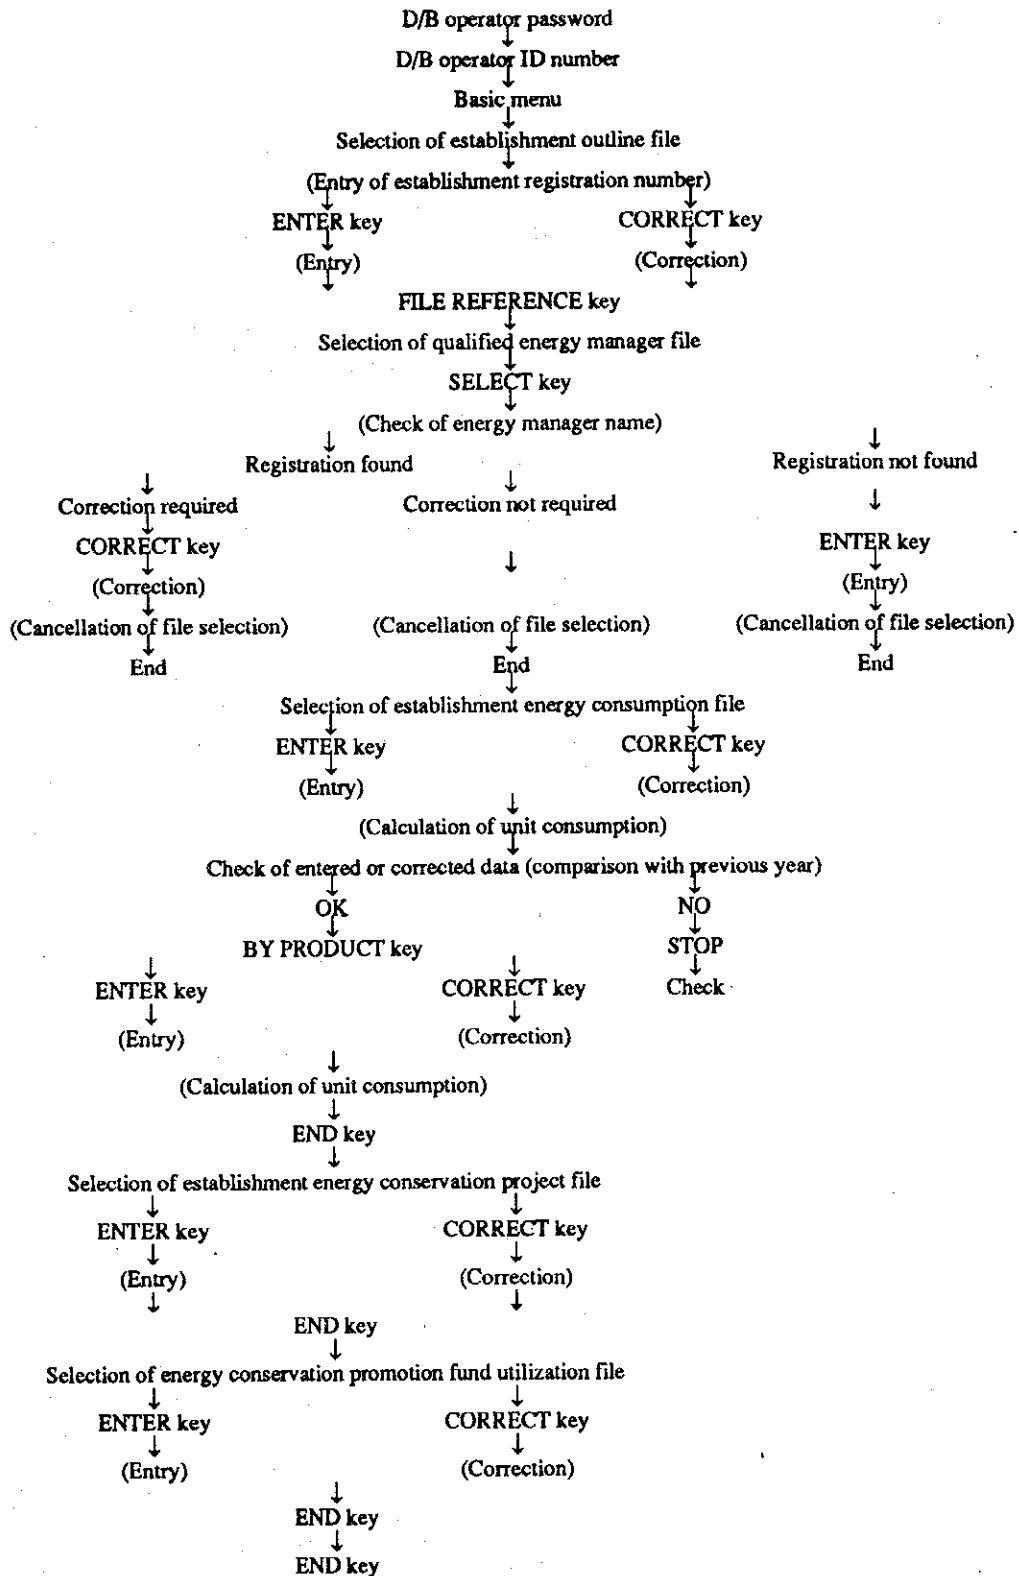 D/B operator password
D/B operator ID number
Basic menu
Selection of establishment outline file
(Entry of establishment registration number)
ENTER key CORRECT key
(Entry) (Correction)
FILE REFERENCE key
Selection of qualified energy manager file
SELECT key
(Check of energy manager name)
Registration found Registration not found
Correction required Correction not required
CORRECT key ENTER key
(Correction) (Entry)
(Cancellation of file selection) (Cancellation of file selection) (Cancellation of file selection)
End End End
Selection of establishment energy consumption file
ENTER key CORRECT key
(Entry) (Correction)
(Calculation of unit consumption)
Check of entered or corrected data (comparison with previous year)
OK NO
BY PRODUCT key STOP
ENTER key CORRECT key Check
(Entry) (Correction)
(Calculation of unit consumption)
END key
Selection of establishment energy conservation project file
ENTER key CORRECT key
(Entry) (Correction)
END key
Selection of energy conservation promotion fund utilization file
ENTER key CORRECT key
(Entry) (Correction)
END key
END key